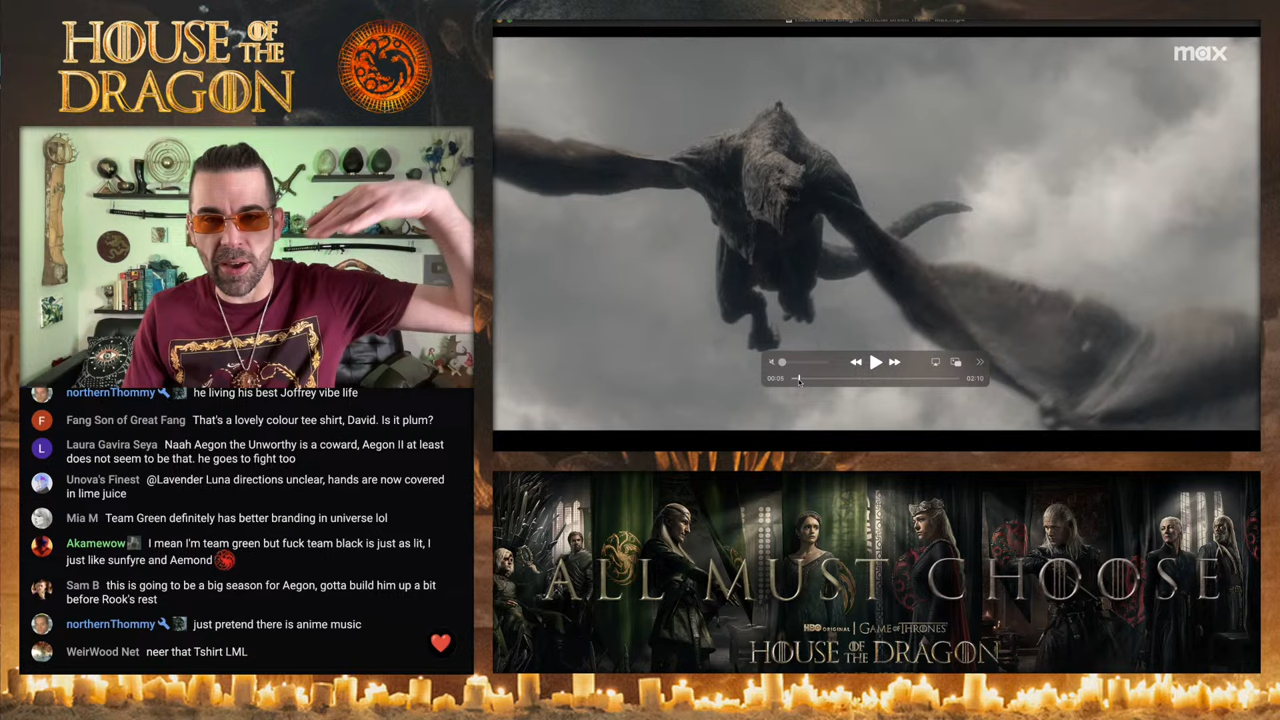 HOUSE OF THE
DRAGON
max
00:05
02:10
northernThommy he living his best Joffrey vibe life
F Fang Son of Great Fang That's a lovely colour tee shirt, David. Is it plum?
L Laura Gavira Seya Naah Aegon the Unworthy is a coward, Aegon II at least
does not seem to be that. he goes to fight too
Unova's Finest @Lavender Luna directions unclear, hands are now covered
in lime juice
Mia M Team Green definitely has better branding in universe lol
Akamewow I mean I'm team green but fuck team black is just as lit, I
just like sunfyre and Aemond
Sam B this is going to be a big season for Aegon, gotta build him up a bit
before Rook's rest
northernThommy just pretend there is anime music
WeirWood Net neer that Tshirt LML
ALL MUST CHOOSE
HBO ORIGINAL | GAME OF THRONES
HOUSE OF THE DRAGON